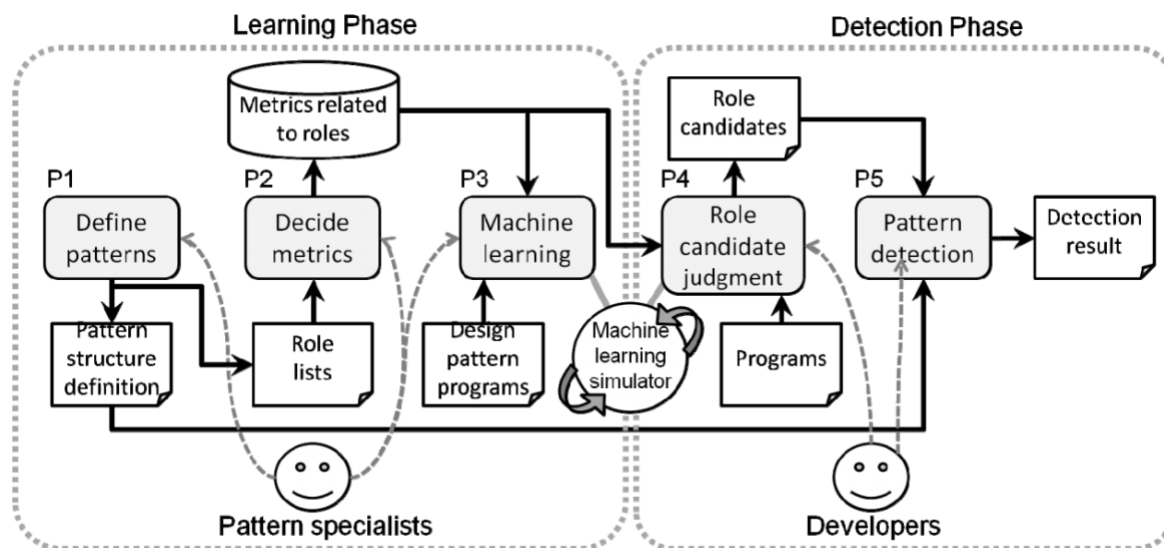 Learning Phase
Detection Phase
Metrics related
to roles
Role
candidates
P1
P2
P3
P4
P5
Define
patterns
Decide
metrics
Machine
learning
Role
candidate
judgment
Pattern
detection
Detection
result
Pattern
structure
definition
Role
lists
Design
pattern
programs
Machine
learning
simulator
Programs
Pattern specialists
Developers